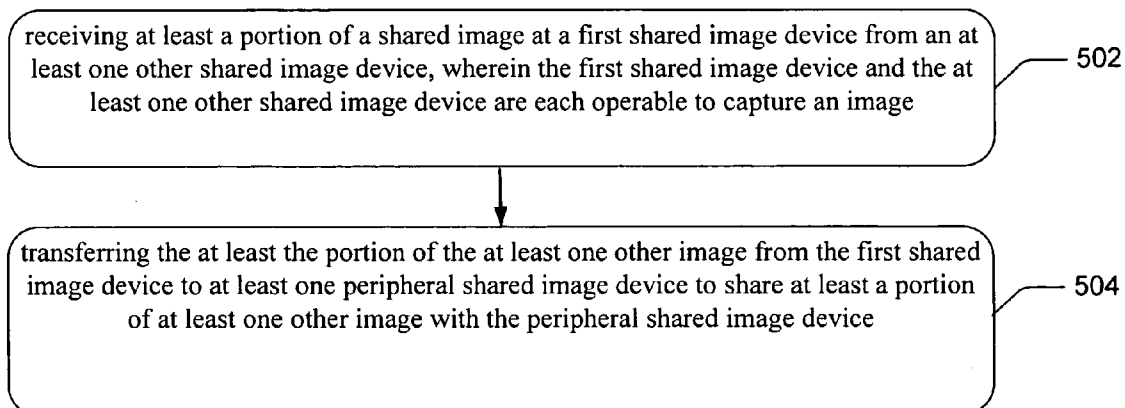 receiving at least a portion of a shared image at a first shared image device from an at
least one other shared image device, wherein the first shared image device and the at
least one other shared image device are each operable to capture an image
502
transferring the at least the portion of the at least one other image from the first shared
image device to at least one peripheral shared image device to share at least a portion
of at least one other image with the peripheral shared image device
504